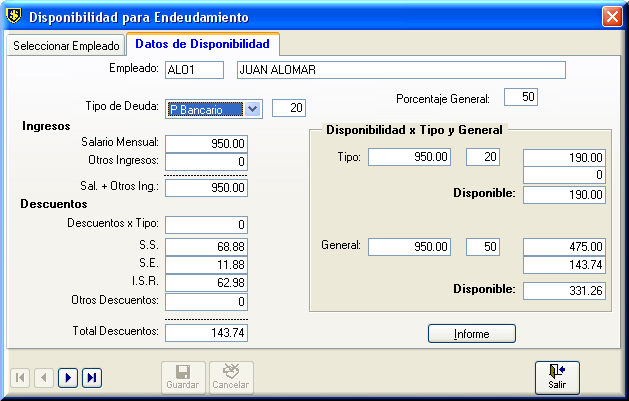 Disponibilidad para Endeudamiento
Seleccionar Empleado Datos de Disponibilidad
Empleado: ALO1 JUAN ALOMAR
Tipo de Deuda: P Bancario 20 Porcentaje General: 50
Ingresos
Disponibilidad x Tipo y General
Salario Mensual: 950.00
Otros Ingresos: 0
Sal. + Otros Ing.: 950.00
Tipo: 950.00 20 190.00
0
Disponible: 190.00
Descuentos
Descuentos x Tipo: 0
S.S. 68.88
S.E. 11.88
I.S.R. 62.98
Otros Descuentos: 0
Total Descuentos: 143.74
General: 950.00 50 475.00
143.74
Disponible: 331.26
Informe
Guardar Cancelar Salir